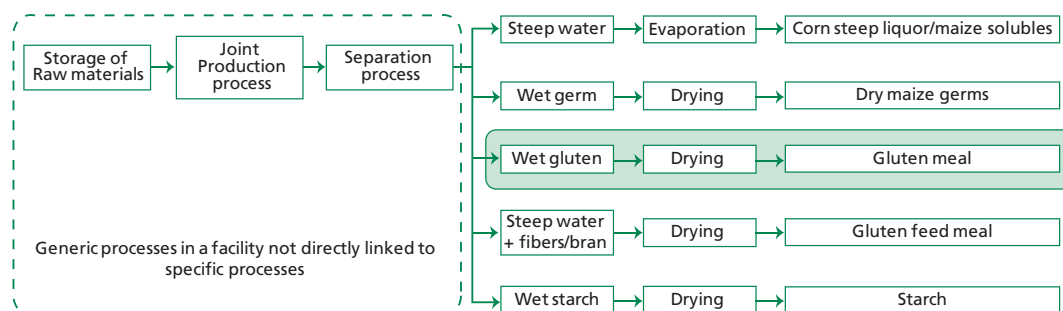 Storage of
Raw materials
Joint
Production
process
Separation
process
Generic processes in a facility not directly linked to
specific processes
Steep water
Evaporation
Corn steep liquor/maize solubles
Wet germ
Drying
Dry maize germs
Wet gluten
Drying
Gluten meal
Steep water
+ fibers/bran
Drying
Gluten feed meal
Wet starch
Drying
Starch